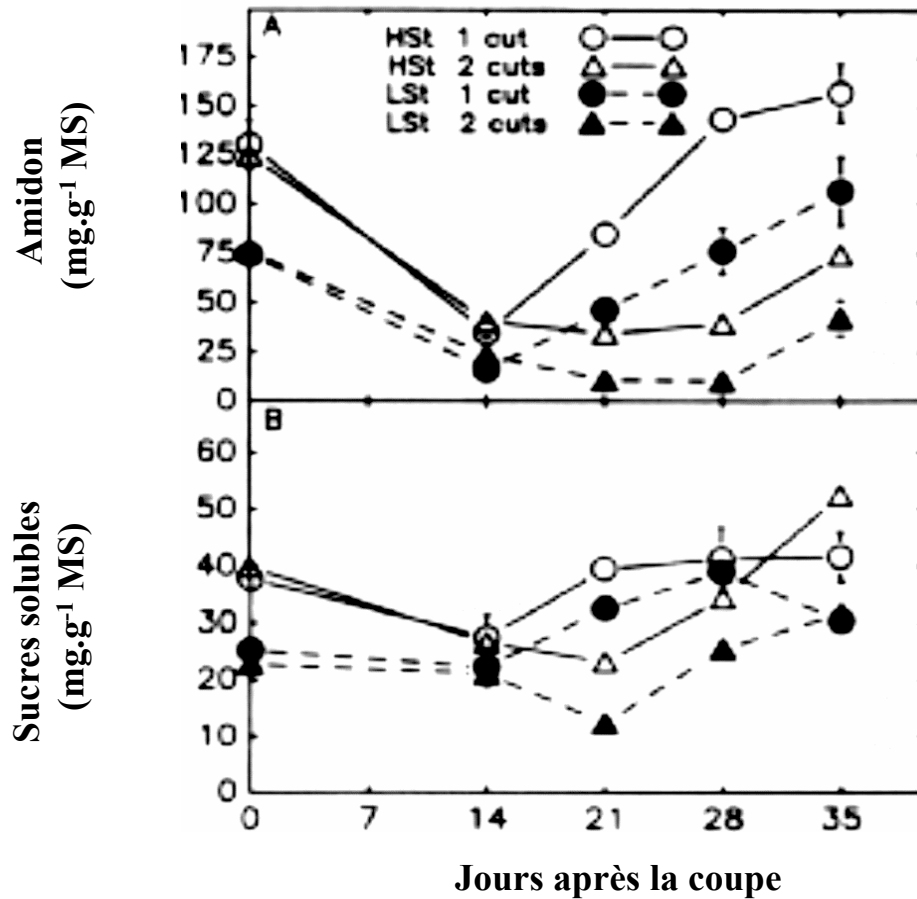 A
HSt 1 cut
HSt 2 cuts
LSt 1 cut
LSt 2 cuts
175
150
125
100
75
50
25
0
Amidon
(mg.g⁻¹ MS)
B
60
50
40
30
20
10
0
Sucres solubles
(mg.g⁻¹ MS)
0 7 14 21 28 35
Jours après la coupe